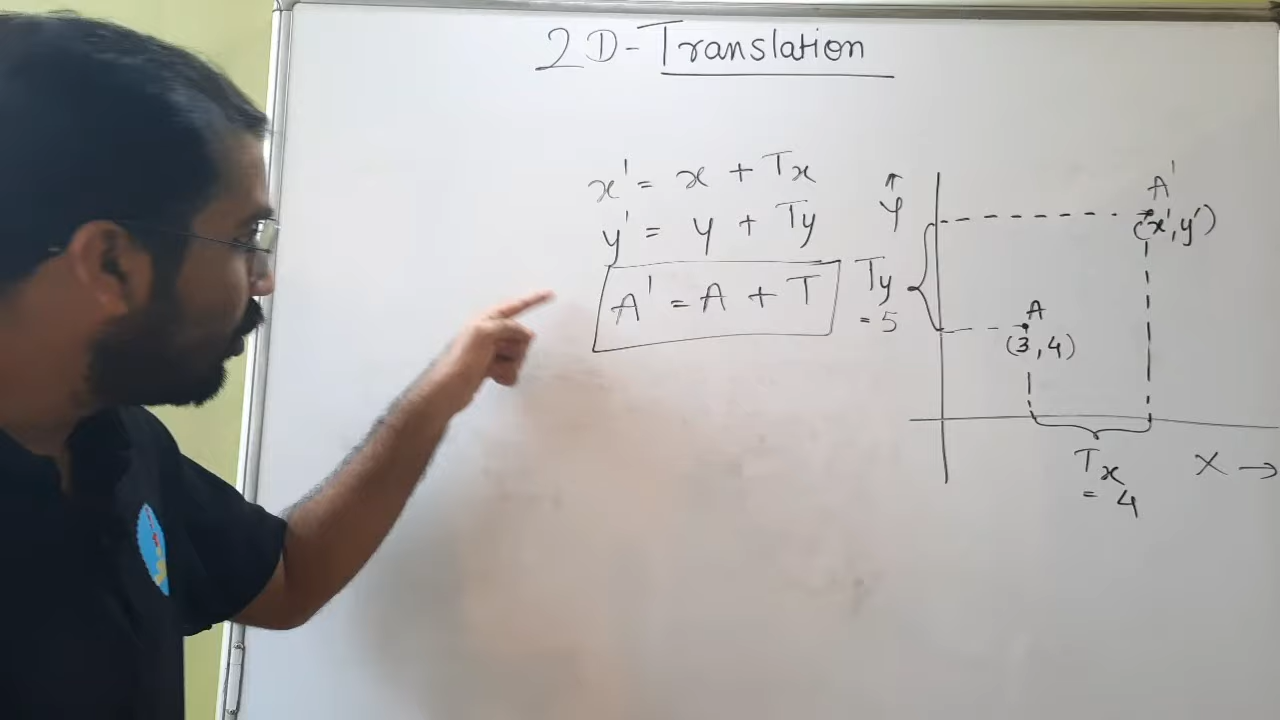 2D-Translation
x' = x + Tx
y' = y + Ty
A' = A + T
Y
Ty
= 5
A'
(x', y')
A
(3, 4)
Tx
= 4
X →